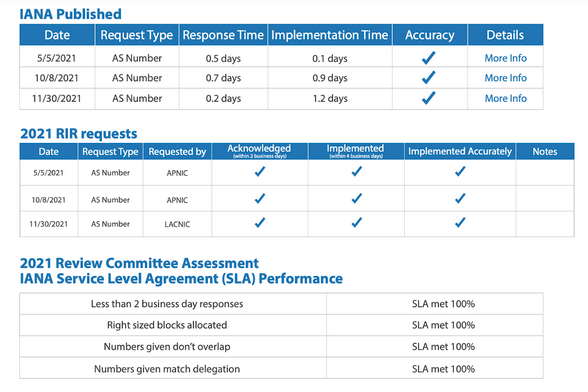 IANA Published
Date Request Type Response Time Implementation Time Accuracy Details
5/5/2021 AS Number 0.5 days 0.1 days ✓ More Info
10/8/2021 AS Number 0.7 days 0.9 days ✓ More Info
11/30/2021 AS Number 0.2 days 1.2 days ✓ More Info
2021 RIR requests
Date Request Type Requested by Acknowledged (within 2 business days) Implemented (within 4 business days) Implemented Accurately Notes
5/5/2021 AS Number APNIC ✓ ✓ ✓
10/8/2021 AS Number APNIC ✓ ✓ ✓
11/30/2021 AS Number LACNIC ✓ ✓ ✓
2021 Review Committee Assessment
IANA Service Level Agreement (SLA) Performance
Less than 2 business day responses SLA met 100%
Right sized blocks allocated SLA met 100%
Numbers given don't overlap SLA met 100%
Numbers given match delegation SLA met 100%